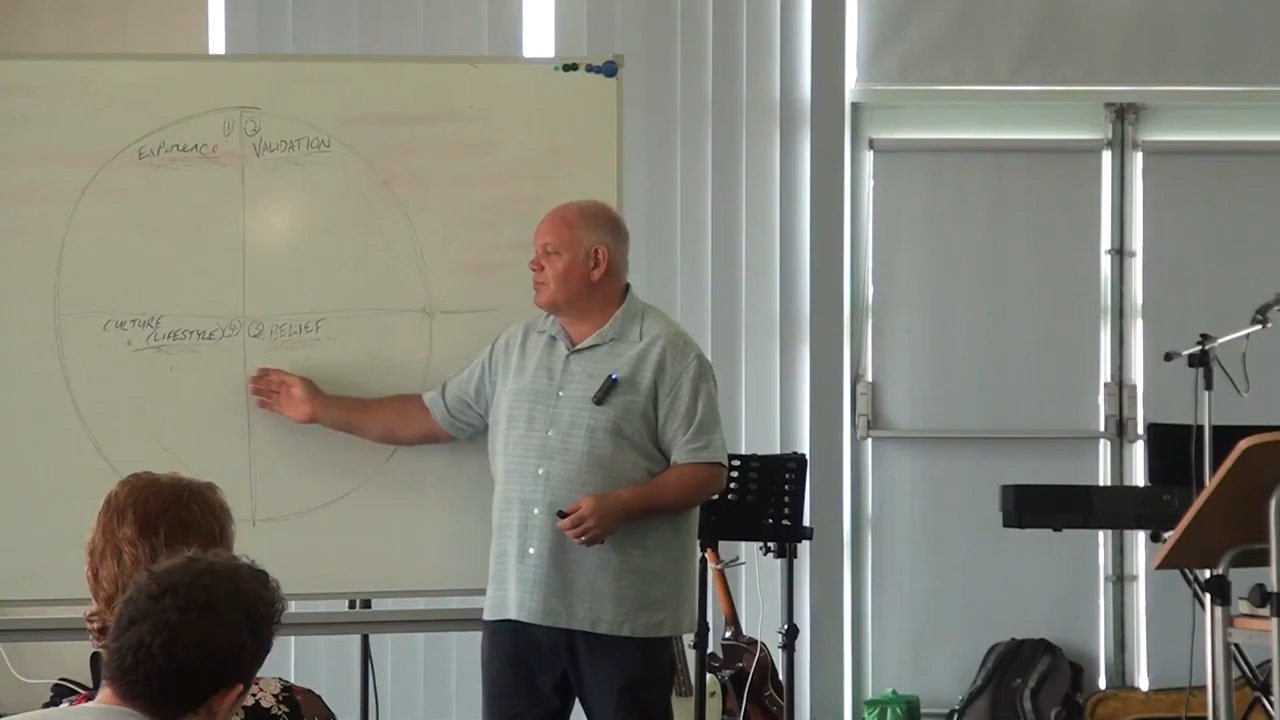 ① ②
EXPERIENCE VALIDATION
CULTURE
(LIFESTYLE) ④ ③ BELIEF